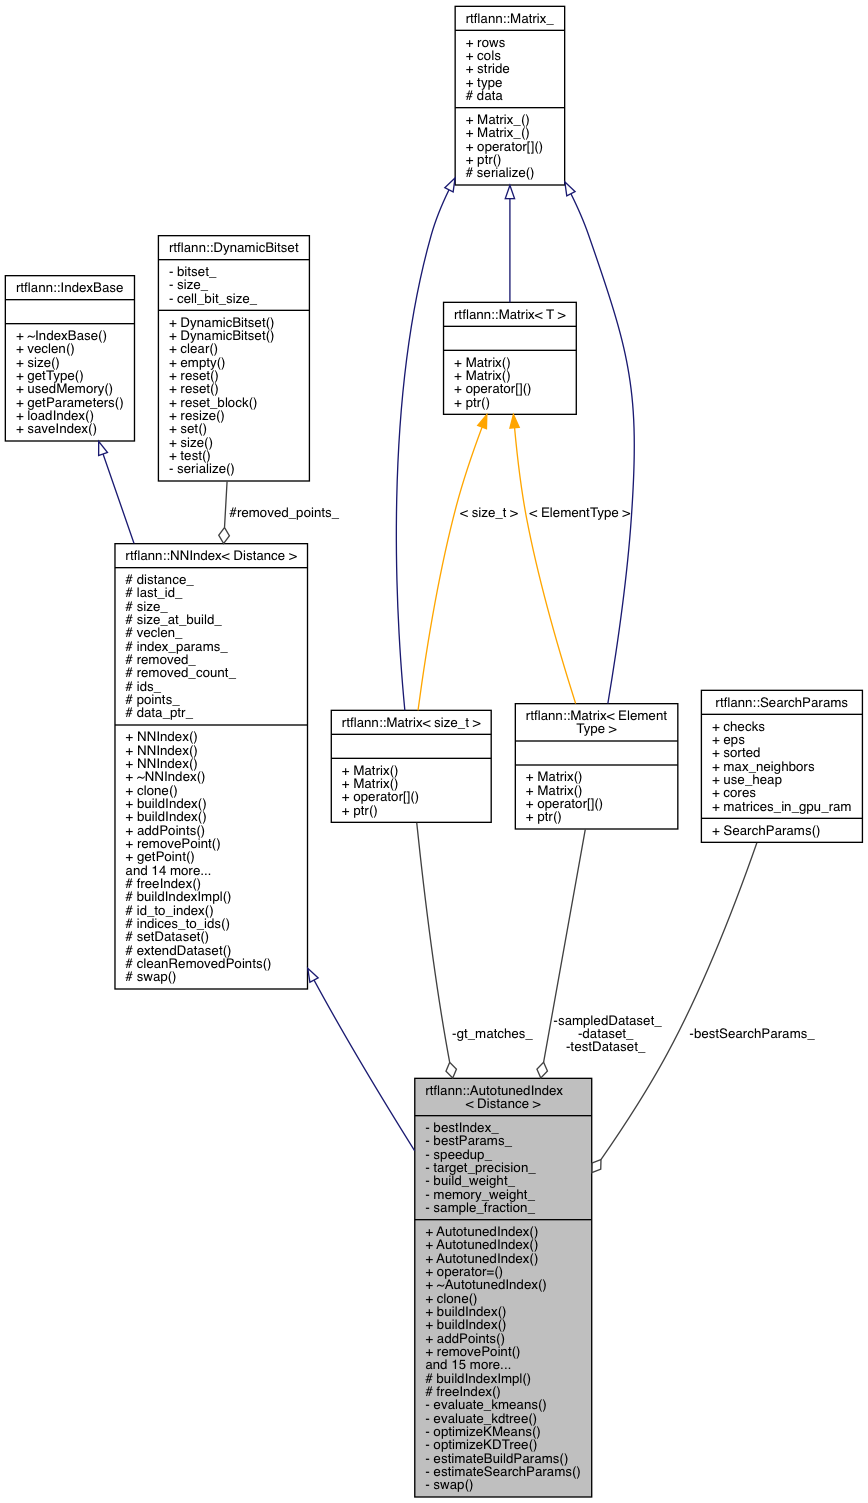 rtflann::Matrix_
+ rows
+ cols
+ stride
+ type
# data
+ Matrix_()
+ Matrix_()
+ operator[]()
+ ptr()
# serialize()
rtflann::DynamicBitset
- bitset_
- size_
- cell_bit_size_
+ DynamicBitset()
+ DynamicBitset()
+ clear()
+ empty()
+ reset()
+ reset()
+ reset_block()
+ resize()
+ set()
+ size()
+ test()
- serialize()
rtflann::IndexBase
+ ~IndexBase()
+ veclen()
+ size()
+ getType()
+ usedMemory()
+ getParameters()
+ loadIndex()
+ saveIndex()
rtflann::Matrix< T >
+ Matrix()
+ Matrix()
+ operator[]()
+ ptr()
#removed_points_
< size_t >
< ElementType >
rtflann::NNIndex< Distance >
# distance_
# last_id_
# size_
# size_at_build_
# veclen_
# index_params_
# removed_
# removed_count_
# ids_
# points_
# data_ptr_
+ NNIndex()
+ NNIndex()
+ NNIndex()
+ ~NNIndex()
+ clone()
+ buildIndex()
+ buildIndex()
+ addPoints()
+ removePoint()
+ getPoint()
and 14 more...
# freeIndex()
# buildIndexImpl()
# id_to_index()
# indices_to_ids()
# setDataset()
# extendDataset()
# cleanRemovedPoints()
# swap()
rtflann::Matrix< size_t >
+ Matrix()
+ Matrix()
+ operator[]()
+ ptr()
rtflann::Matrix< Element
Type >
+ Matrix()
+ Matrix()
+ operator[]()
+ ptr()
rtflann::SearchParams
+ checks
+ eps
+ sorted
+ max_neighbors
+ use_heap
+ cores
+ matrices_in_gpu_ram
+ SearchParams()
-gt_matches_
-sampledDataset_
-dataset_
-testDataset_
-bestSearchParams_
rtflann::AutotunedIndex
< Distance >
- bestIndex_
- bestParams_
- speedup_
- target_precision_
- build_weight_
- memory_weight_
- sample_fraction_
+ AutotunedIndex()
+ AutotunedIndex()
+ AutotunedIndex()
+ operator=()
+ ~AutotunedIndex()
+ clone()
+ buildIndex()
+ buildIndex()
+ addPoints()
+ removePoint()
and 15 more...
# buildIndexImpl()
# freeIndex()
- evaluate_kmeans()
- evaluate_kdtree()
- optimizeKMeans()
- optimizeKDTree()
- estimateBuildParams()
- estimateSearchParams()
- swap()